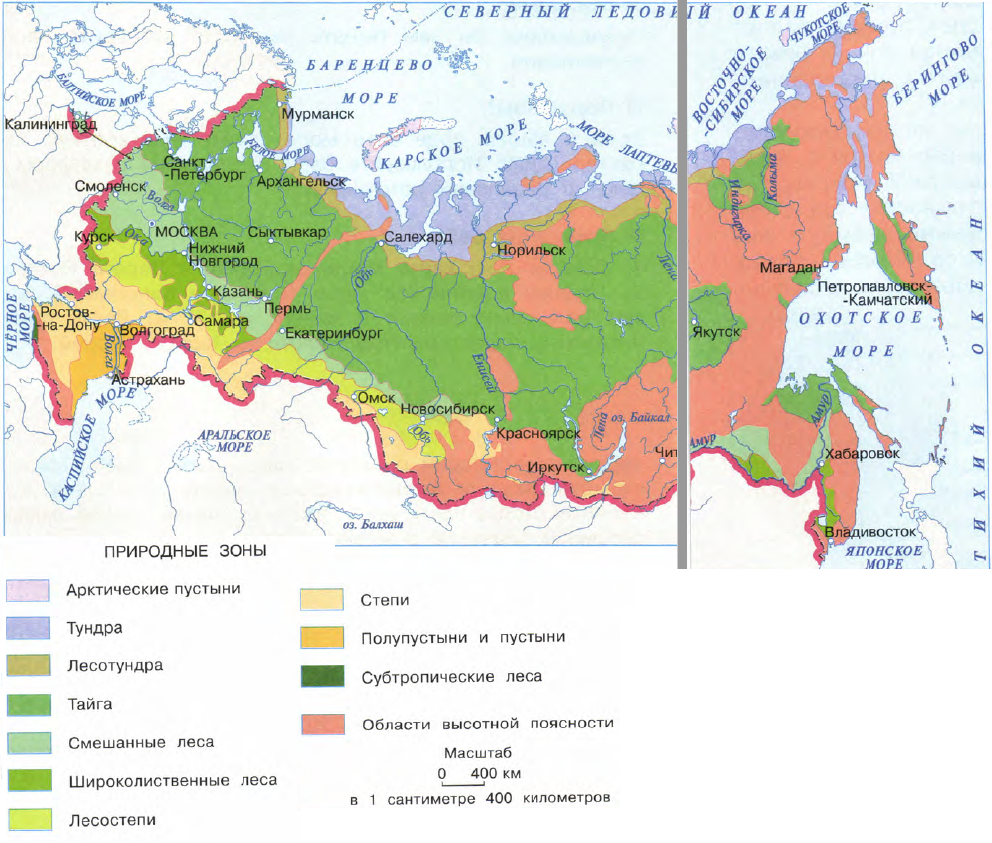 СЕВЕРНЫЙ ЛЕДОВИТЫЙ ОКЕАН
ЧУКОТСКОЕ
МОРЕ
БАРЕНЦЕВО
МОРЕ
ВОСТОЧНО-
-СИБИРСКОЕ
МОРЕ
БЕРИНГОВО
МОРЕ
БАЛТИЙСКОЕ МОРЕ
Калининград
Мурманск
БЕЛОЕ МОРЕ
КАРСКОЕ МОРЕ
МОРЕ ЛАПТЕВЫ
Санкт-
-Петербург
Архангельск
Смоленск
Волга
Индигирка
Колыма
МОСКВА
Курск
Ока
Сыктывкар
Салехард
Нижний
Новгород
Норильск
Обь
Лена
Магадан
Казань
Петропавловск-
-Камчатский
ЧЁРНОЕ
МОРЕ
Ростов-
-на-Дону
Пермь
ОХОТСКОЕ
МОРЕ
Самара
Волгоград
Екатеринбург
Якутск
Волга
Астрахань
Енисей
КАСПИЙСКОЕ МОРЕ
Омск
Новосибирск
Обь
Красноярск
Лена
оз. Байкал
Амур
Амур
АРАЛЬСКОЕ
МОРЕ
Иркутск
Чит
Хабаровск
оз. Балхаш
Владивосток
ЯПОНСКОЕ
МОРЕ
ТИХИЙ ОКЕАН
ПРИРОДНЫЕ ЗОНЫ
Арктические пустыни
Тундра
Лесотундра
Тайга
Смешанные леса
Широколиственные леса
Лесостепи
Степи
Полупустыни и пустыни
Субтропические леса
Области высотной поясности
Масштаб
0 400 км
в 1 сантиметре 400 километров